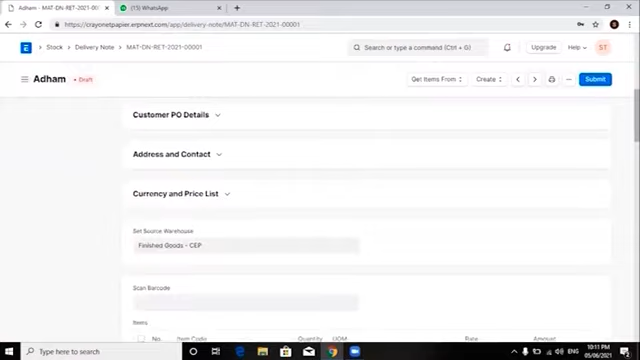 Adham - MAT-DN-RET-2021-0000
(15) WhatsApp
https://crayonetpapier.erpnext.com/app/delivery-note/MAT-DN-RET-2021-00001
Stock
Delivery Note
MAT-DN-RET-2021-00001
Search or type a command (Ctrl + G)
Upgrade
Help
ST
Adham
Draft
Get Items From
Create
Submit
Customer PO Details
Address and Contact
Currency and Price List
Set Source Warehouse
Finished Goods - CEP
Scan Barcode
Items
No. Item Code Quantity UOM Rate Amount
Type here to search
10:11 PM
05/06/2021